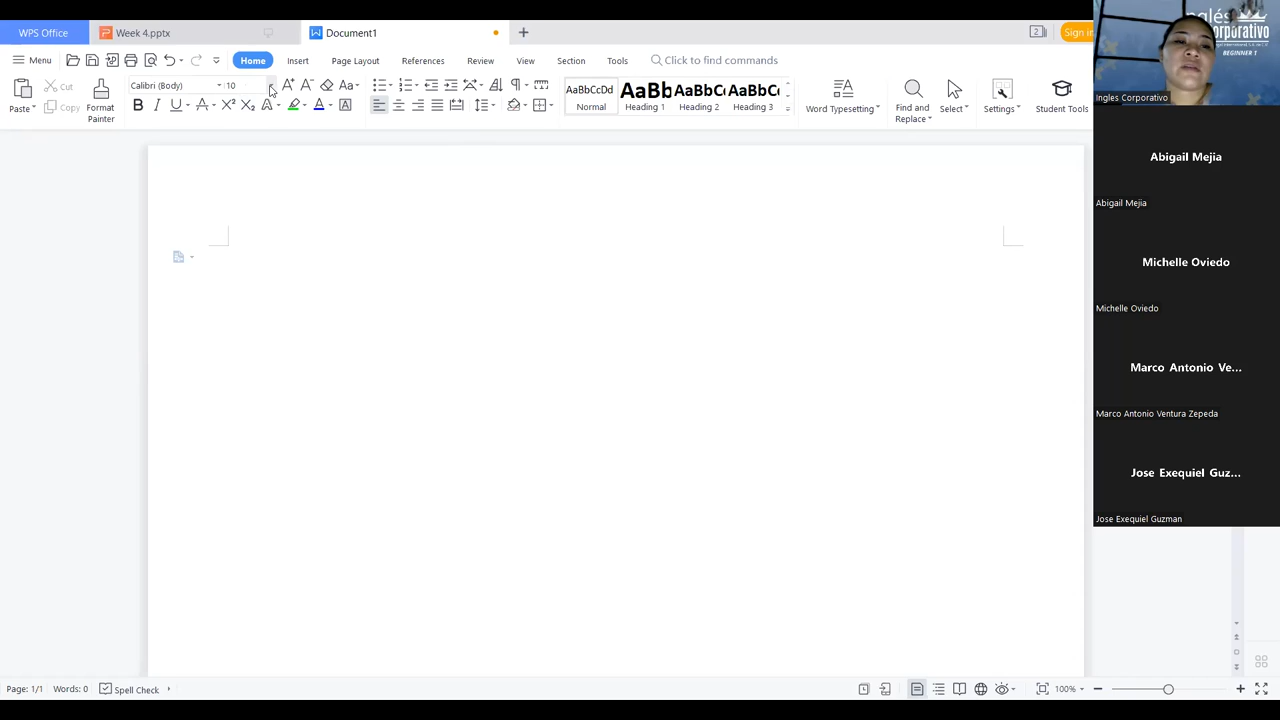 WPS Office
Week 4.pptx
Document1
Sign in
Menu
Home
Insert
Page Layout
References
Review
View
Section
Tools
Click to find commands
Paste
Cut
Copy
Format
Painter
Calibri (Body)
10
AaBbCcDd
Normal
AaBb
Heading 1
AaBbC
Heading 2
AaBbC
Heading 3
Word Typesetting
Find and
Replace
Select
Settings
Student Tools
Inglés
Corporativo
BEGINNER 1
Ingles Corporativo
Abigail Mejia
Abigail Mejia
Michelle Oviedo
Michelle Oviedo
Marco Antonio Ve...
Marco Antonio Ventura Zepeda
Jose Exequiel Guz...
Jose Exequiel Guzman
Page: 1/1
Words: 0
Spell Check
100%